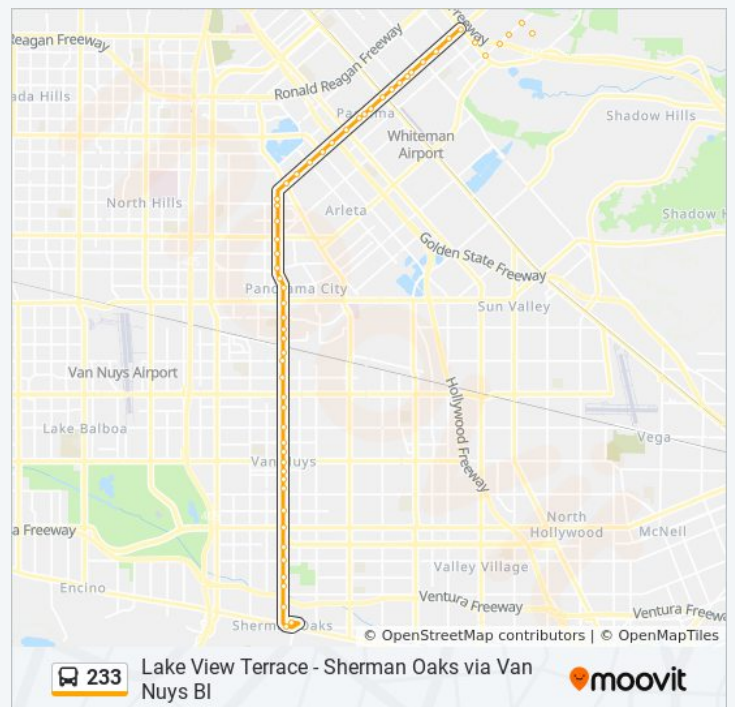 Freeway
Reagan Freeway
Ronald Reagan Freeway
ada Hills
Pacoima
Shadow Hills
Whiteman
Airport
North Hills
Arleta
Shadow H
Golden State Freeway
Panorama City
Sun Valley
Van Nuys Airport
Hollywood Freeway
Lake Balboa
Vega
Van Nuys
North
Hollywood
McNeil
a Freeway
Valley Village
Encino
Ventura Freeway
Ventura Freewa
Sherman Oaks
© OpenStreetMap contributors | © OpenMapTiles
233
Lake View Terrace - Sherman Oaks via Van
Nuys Bl
moovit